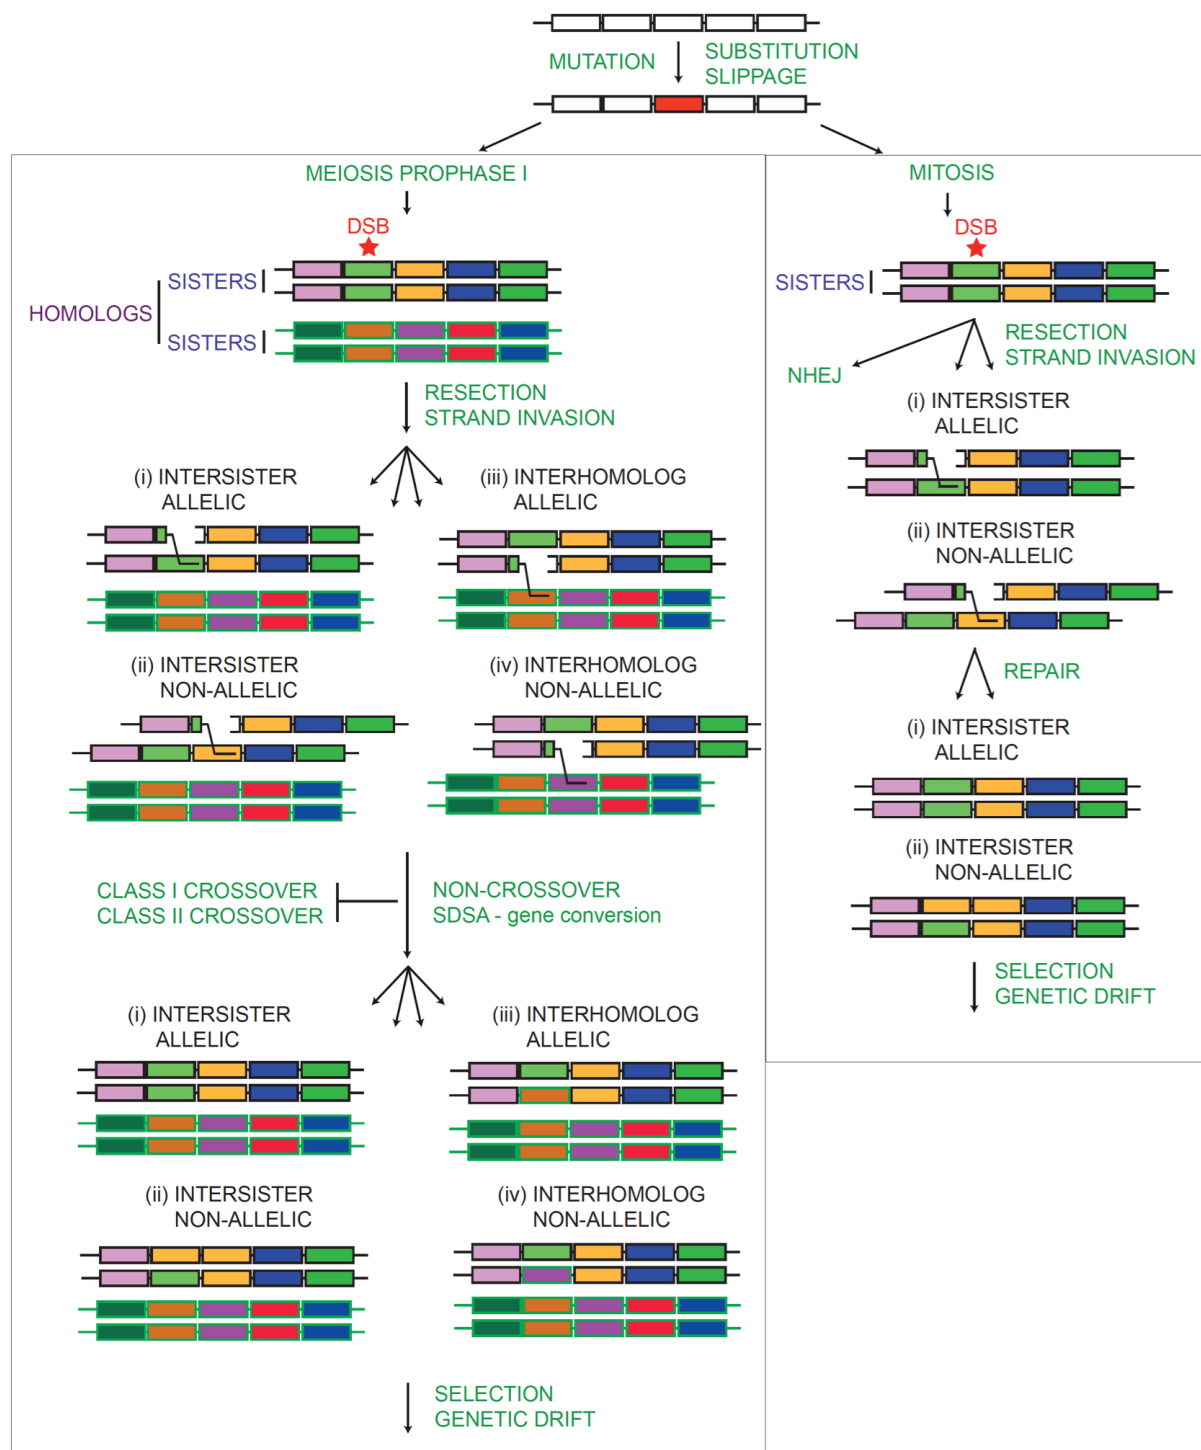 MUTATION
SUBSTITUTION
SLIPPAGE
MEIOSIS PROPHASE I
DSB
HOMOLOGS
SISTERS
SISTERS
RESECTION
STRAND INVASION
(i) INTERSISTER
ALLELIC
(iii) INTERHOMOLOG
ALLELIC
(ii) INTERSISTER
NON-ALLELIC
(iv) INTERHOMOLOG
NON-ALLELIC
CLASS I CROSSOVER
CLASS II CROSSOVER
NON-CROSSOVER
SDSA - gene conversion
(i) INTERSISTER
ALLELIC
(iii) INTERHOMOLOG
ALLELIC
(ii) INTERSISTER
NON-ALLELIC
(iv) INTERHOMOLOG
NON-ALLELIC
SELECTION
GENETIC DRIFT
MITOSIS
DSB
SISTERS
RESECTION
STRAND INVASION
NHEJ
(i) INTERSISTER
ALLELIC
(ii) INTERSISTER
NON-ALLELIC
REPAIR
(i) INTERSISTER
ALLELIC
(ii) INTERSISTER
NON-ALLELIC
SELECTION
GENETIC DRIFT